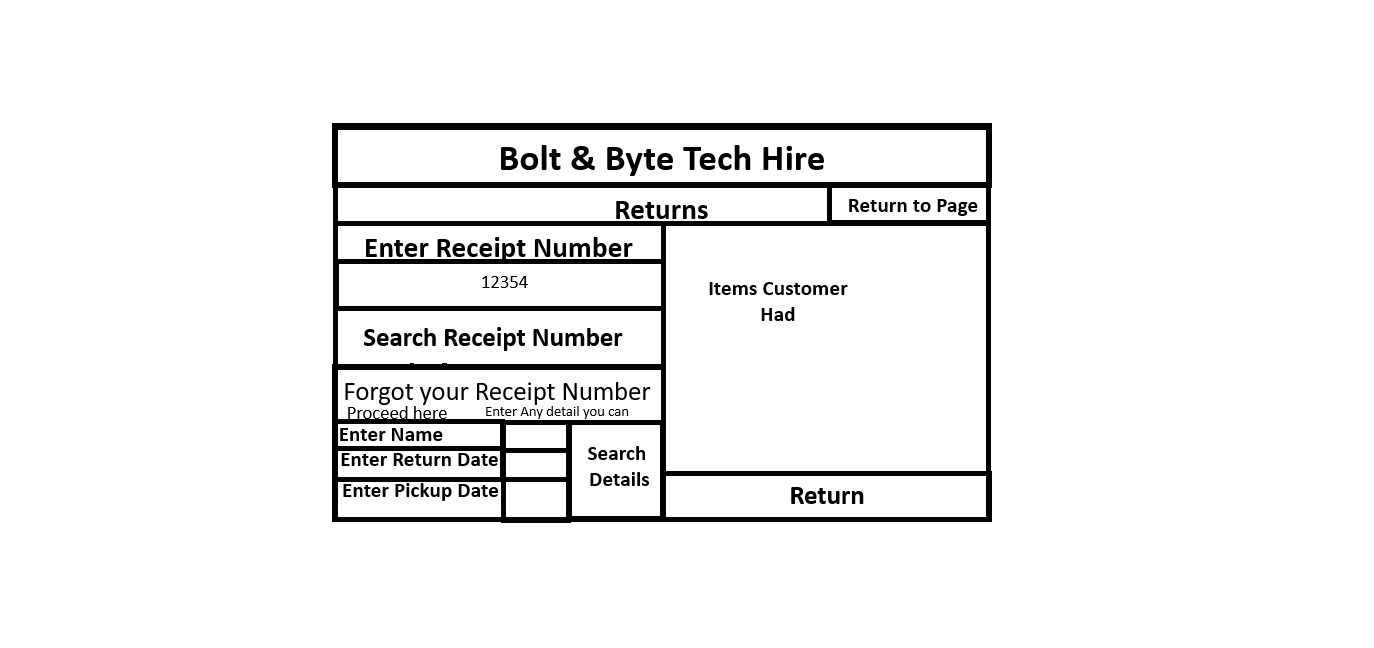 Bolt & Byte Tech Hire
Returns
Return to Page
Enter Receipt Number
12354
Search Receipt Number
Forgot your Receipt Number
Proceed here
Enter Any detail you can
Enter Name
Enter Return Date
Enter Pickup Date
Search
Details
Items Customer
Had
Return